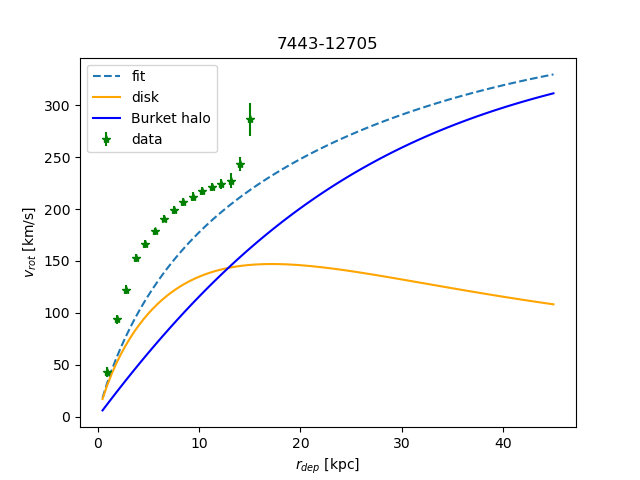 7443-12705
fit
disk
Burket halo
data
300
250
200
150
100
50
0
v_rot [km/s]
0 10 20 30 40
r_dep [kpc]